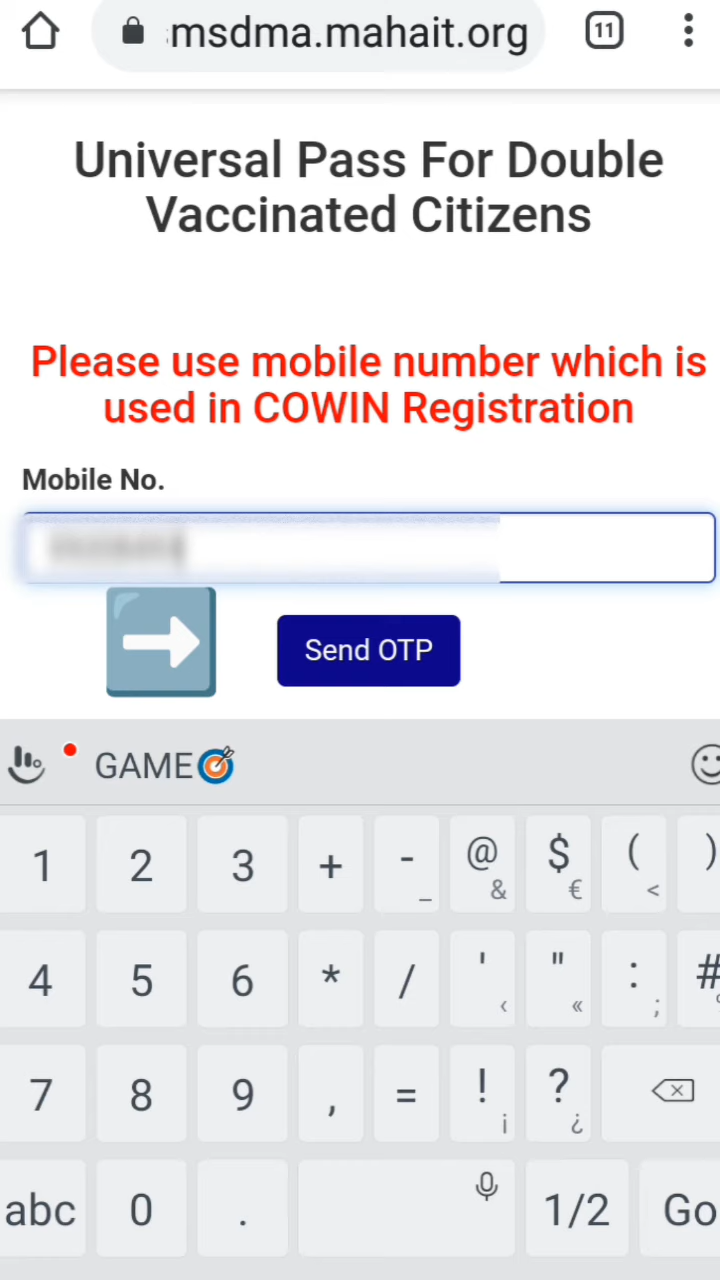 msdma.mahait.org
11
Universal Pass For Double
Vaccinated Citizens
Please use mobile number which is
used in COWIN Registration
Mobile No.
Send OTP
GAME🎯
1 2 3 + - _ @ & $ € ( < )
4 5 6 * / ' ‹ " « : ; #
7 8 9 , = ! ¡ ? ¿
abc 0 . 1/2 Go